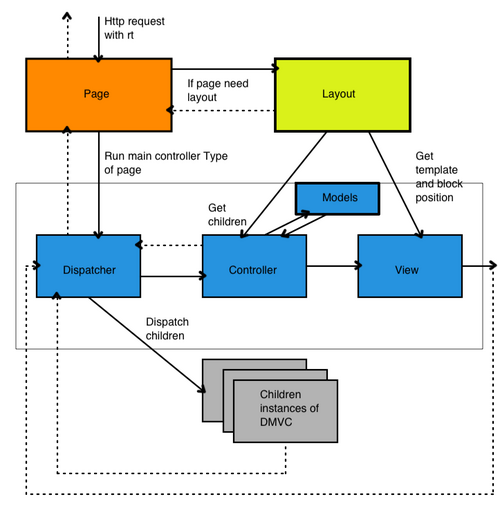 Http request
with rt
Page
If page need
layout
Layout
Run main controller Type
of page
Get
template
and block
position
Get
children
Models
Dispatcher
Controller
View
Dispatch
children
Children
instances of
DMVC